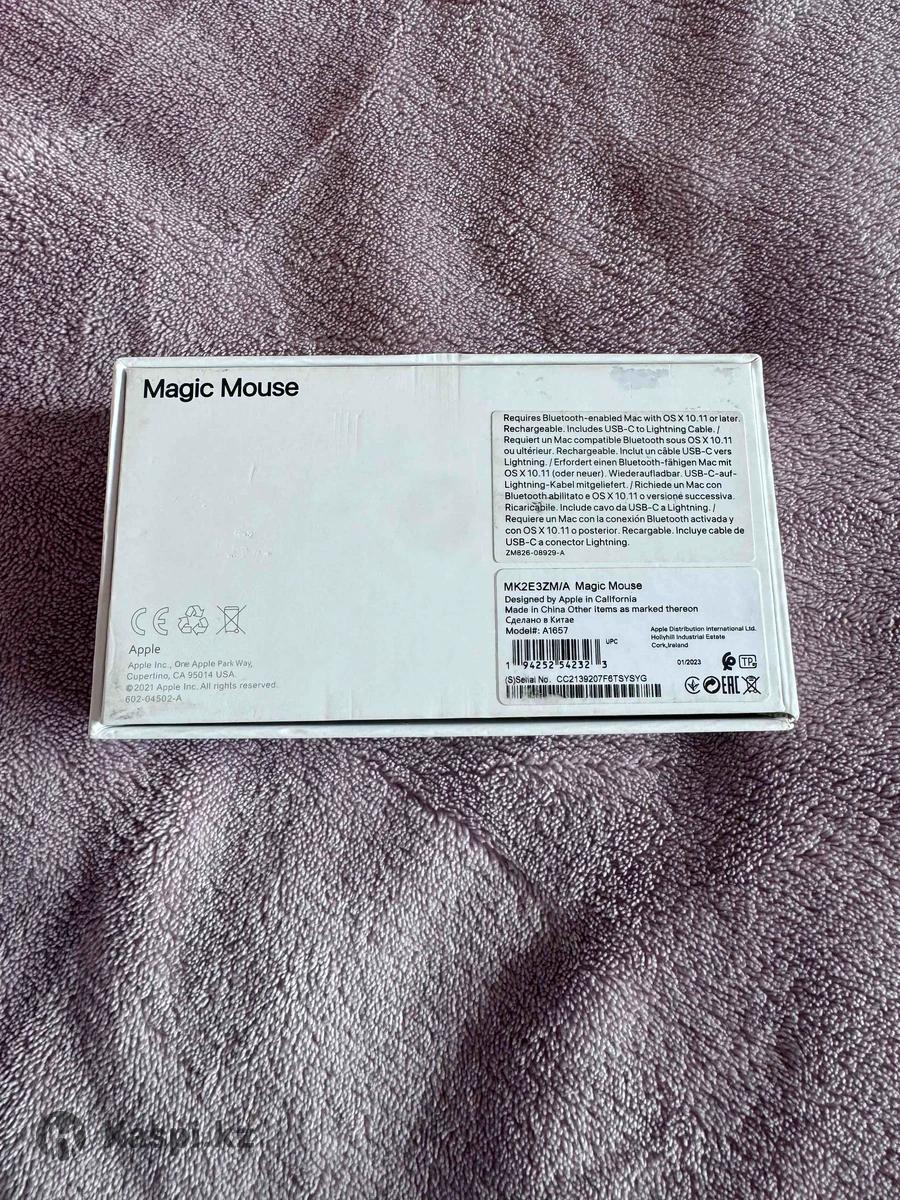 Magic Mouse
Requires Bluetooth-enabled Mac with OS X 10.11 or later.
Rechargeable. Includes USB-C to Lightning Cable. /
Requiert un Mac compatible Bluetooth sous OS X 10.11
ou ultérieur. Rechargeable. Inclut un câble USB-C vers
Lightning. / Erfordert einen Bluetooth-fähigen Mac mit
OS X 10.11 (oder neuer). Wiederaufladbar. USB-C-auf-
Lightning-Kabel mitgeliefert. / Richiede un Mac con
Bluetooth abilitato e OS X 10.11 o versione successiva.
Ricaricabile. Include cavo da USB-C a Lightning. /
Requiere un Mac con la conexión Bluetooth activada y
con OS X 10.11 o posterior. Recargable. Incluye cable de
USB-C a conector Lightning.
ZM826-08929-A
CE
Apple
Apple Inc., One Apple Park Way,
Cupertino, CA 95014 USA.
©2021 Apple Inc. All rights reserved.
602-04502-A
MK2E3ZM/A Magic Mouse
Designed by Apple in California
Made in China Other items as marked thereon
Сделано в Китае
Model#: A1657
UPC
1 94252 54232 3
(S)Serial No. CC2139207F6TSYSYG
Apple Distribution International Ltd.
Hollyhill Industrial Estate
Cork,Ireland
01/2023
TP
EAC
Kaspi.kz